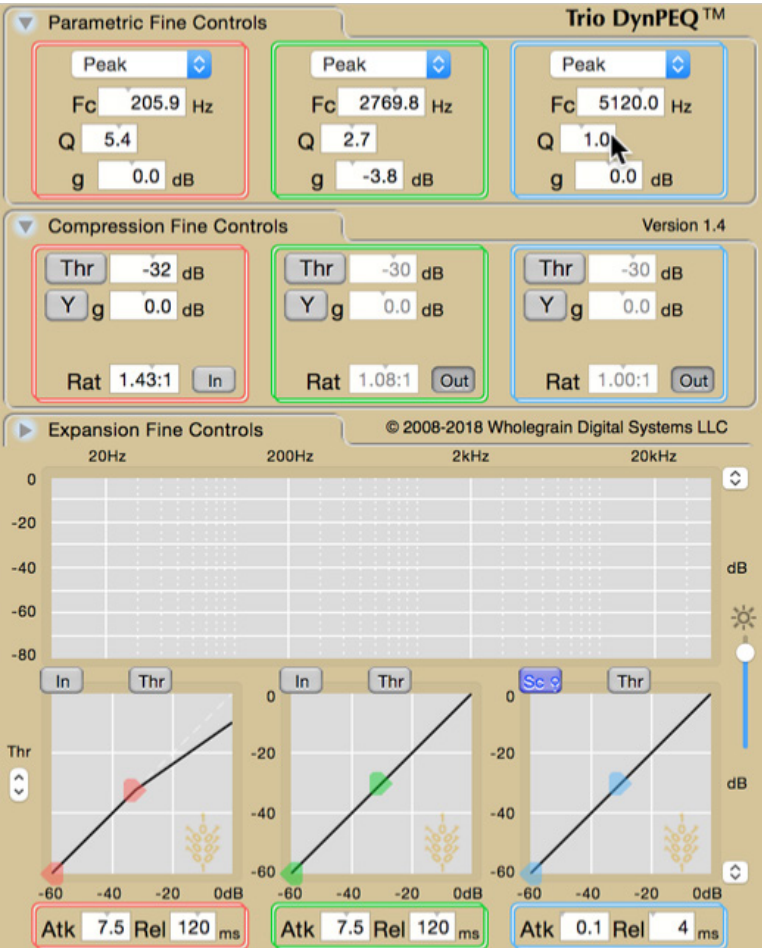 Parametric Fine Controls Trio DynPEQ™
Peak Peak Peak
Fc 205.9 Hz Fc 2769.8 Hz Fc 5120.0 Hz
Q 5.4 Q 2.7 Q 1.0
g 0.0 dB g -3.8 dB g 0.0 dB
Compression Fine Controls Version 1.4
Thr -32 dB Thr -30 dB Thr -30 dB
Y g 0.0 dB Y g 0.0 dB Y g 0.0 dB
Rat 1.43:1 In Rat 1.08:1 Out Rat 1.00:1 Out
Expansion Fine Controls © 2008-2018 Wholegrain Digital Systems LLC
20Hz 200Hz 2kHz 20kHz
0
-20
-40 dB
-60
-80
In Thr In Thr Sc
0 Thr 0
Thr -20 -20
dB
-40 -40
-60 -60
-60 -40 -20 0dB -60 -40 -20 0dB -60 -40 -20 0dB
Atk 7.5 Rel 120 ms Atk 7.5 Rel 120 ms Atk 0.1 Rel 4 ms